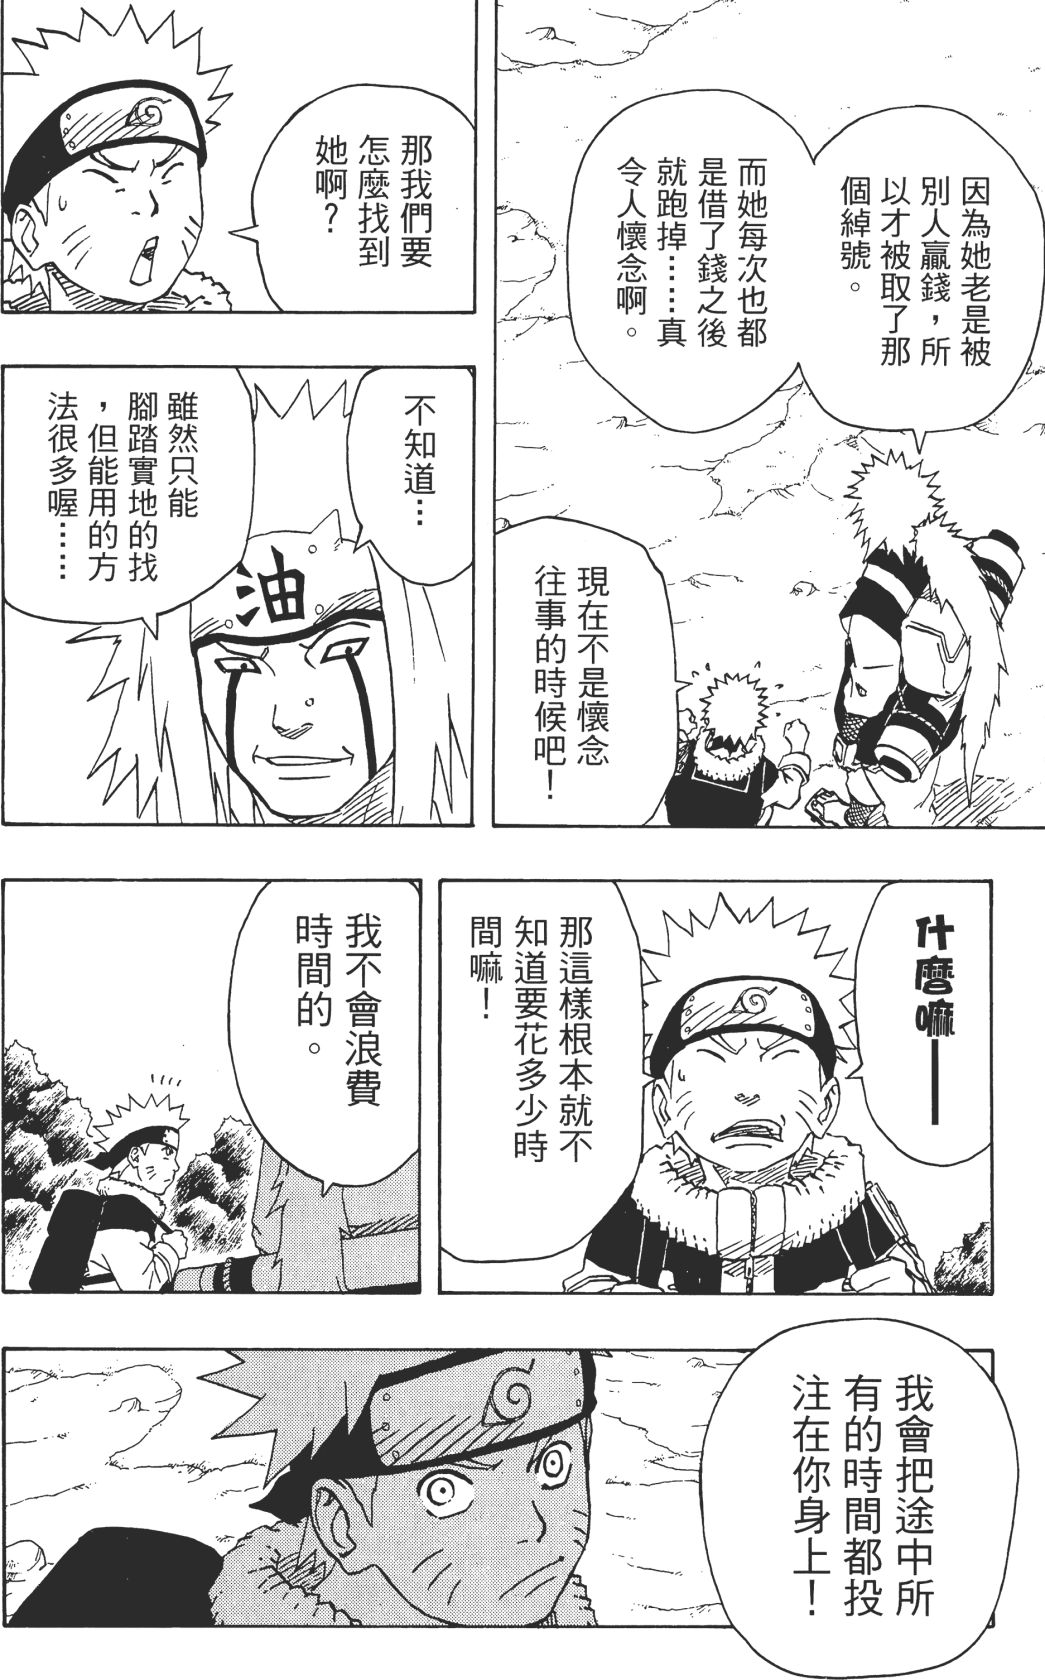 因為她老是被
別人贏錢，所
以才被取了那
個綽號。
而她每次也都
是借了錢之後
就跑掉……真
令人懷念啊。
現在不是懷念
往事的時候吧！
那我們要
怎麼找到
她啊？
不知道…
雖然只能
腳踏實地的找
，但能用的方
法很多喔……
油
什麼嘛——
那這樣根本就不
知道要花多少時
間嘛！
我不會浪費
時間的。
我會把途中所
有的時間都投
注在你身上！